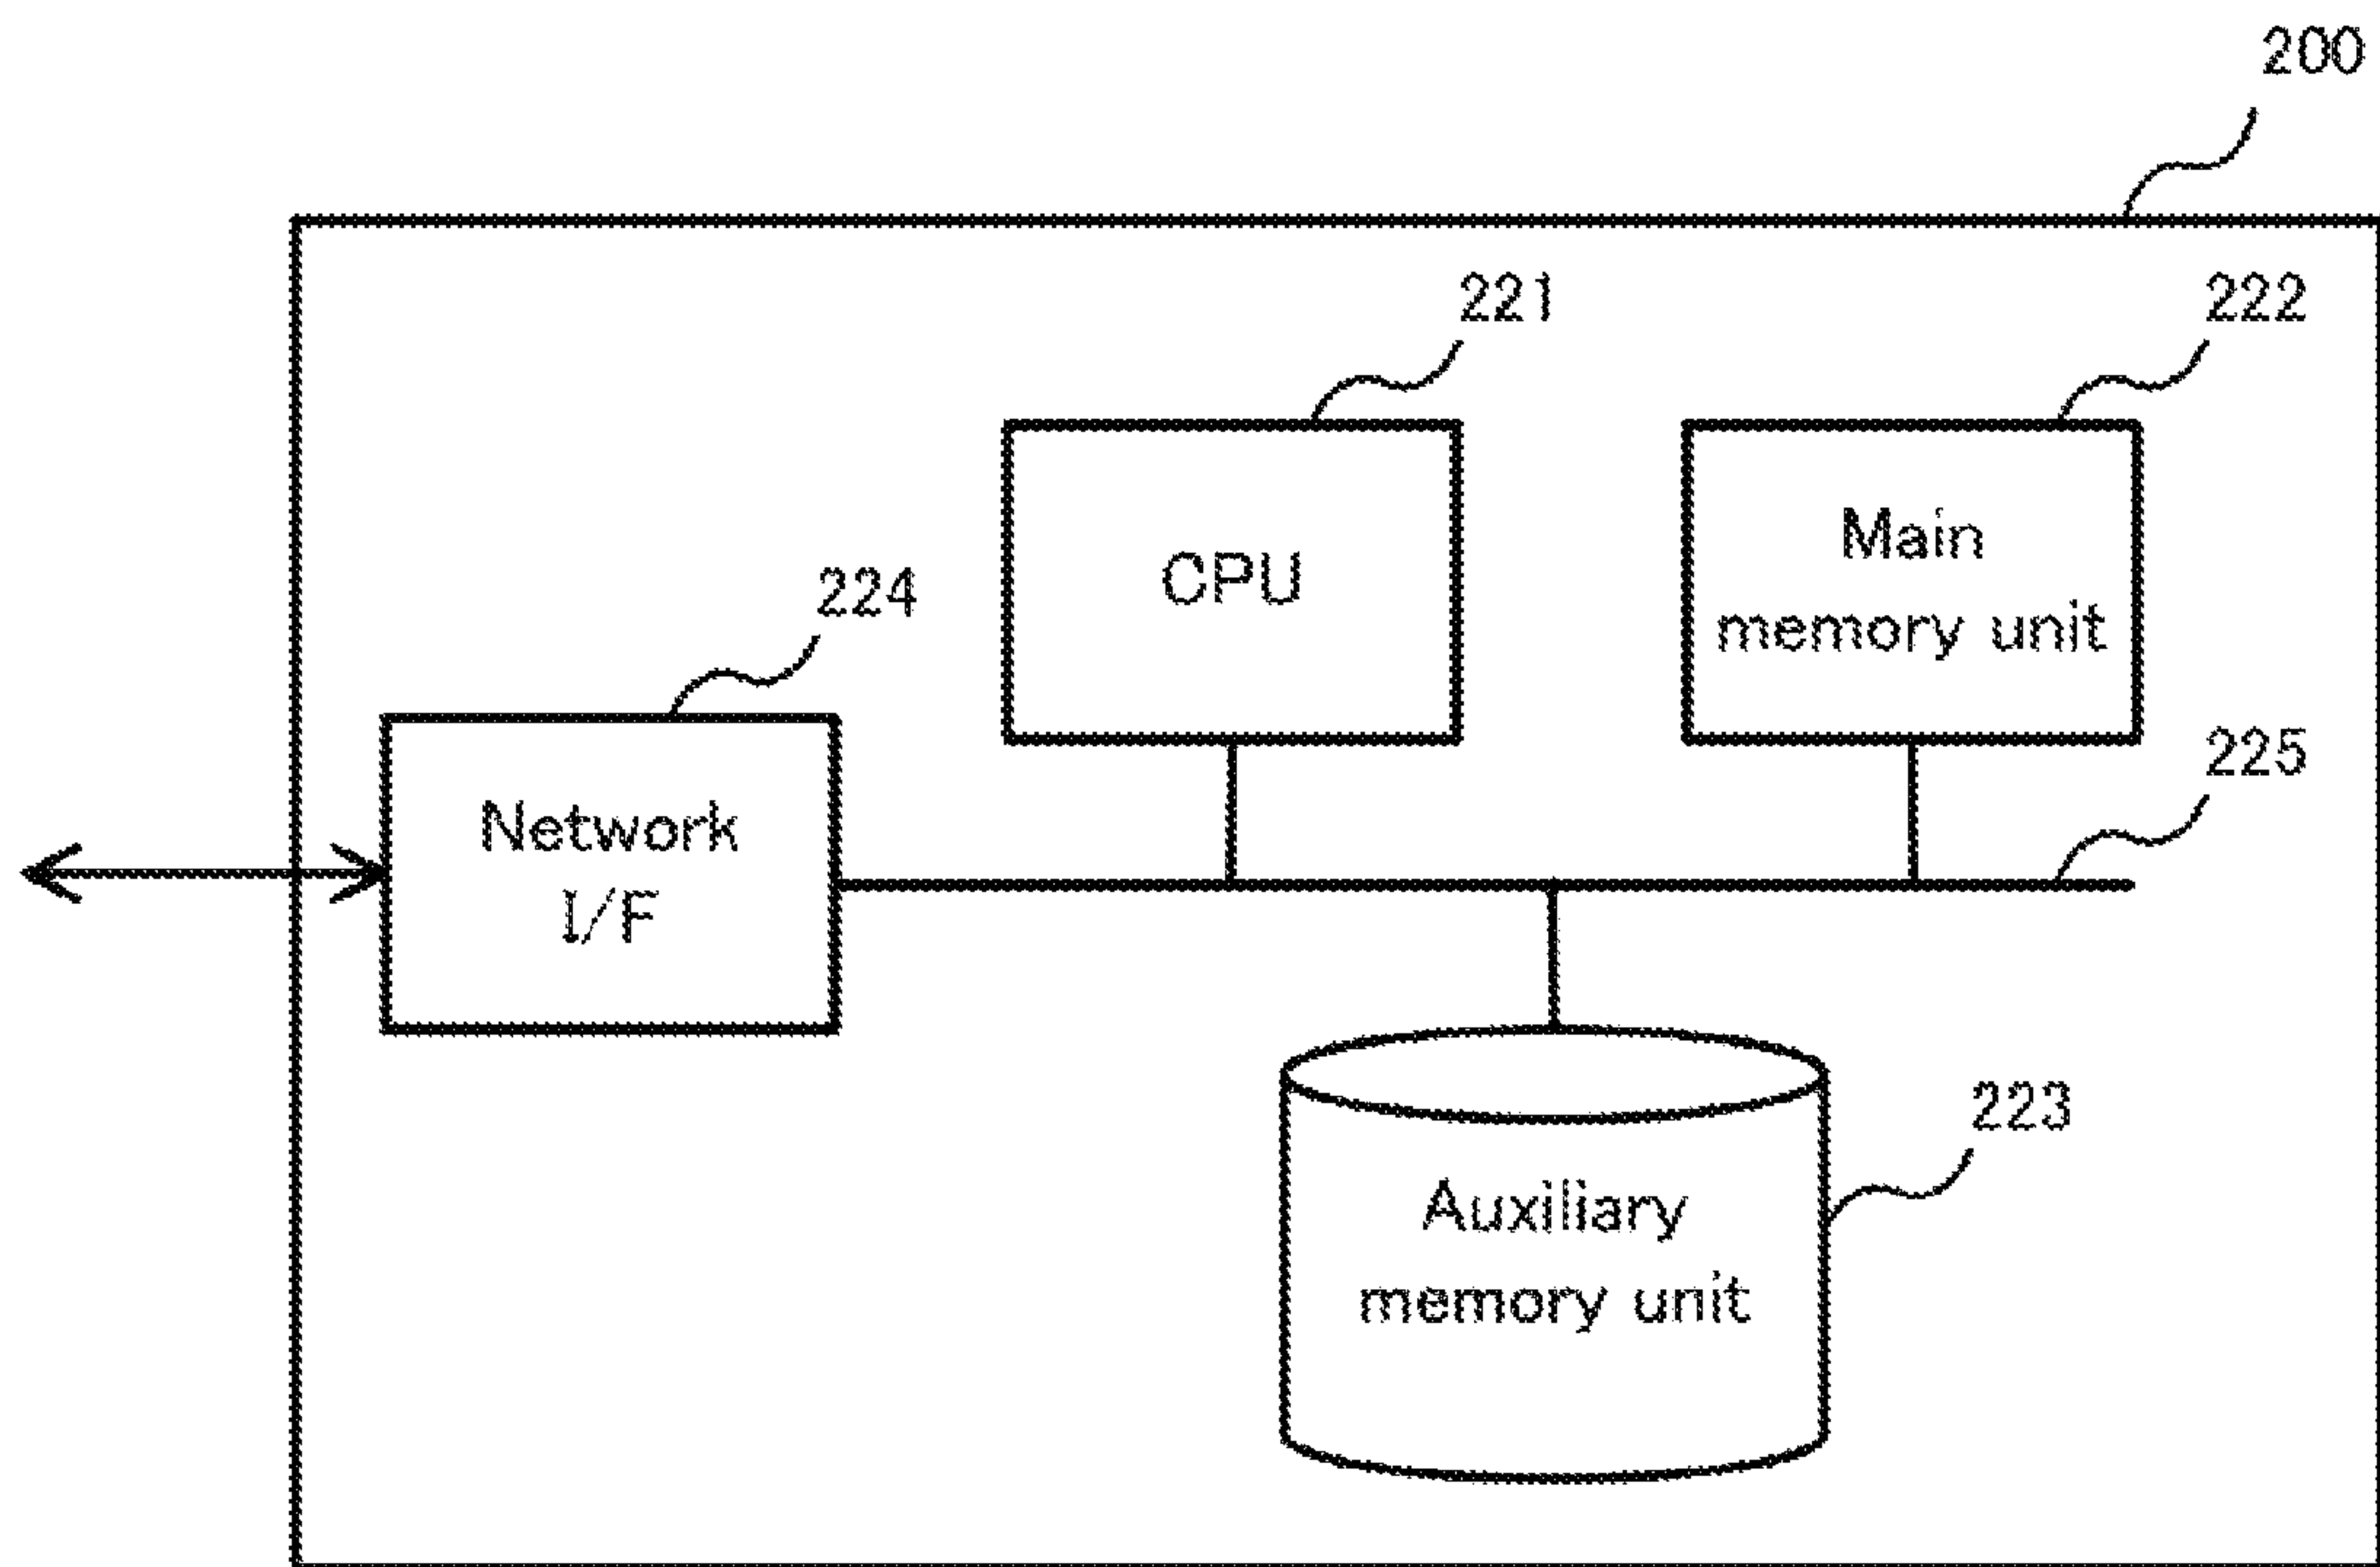 200
221
222
CPU
Main
memory unit
224
225
Network
I/F
223
Auxiliary
memory unit